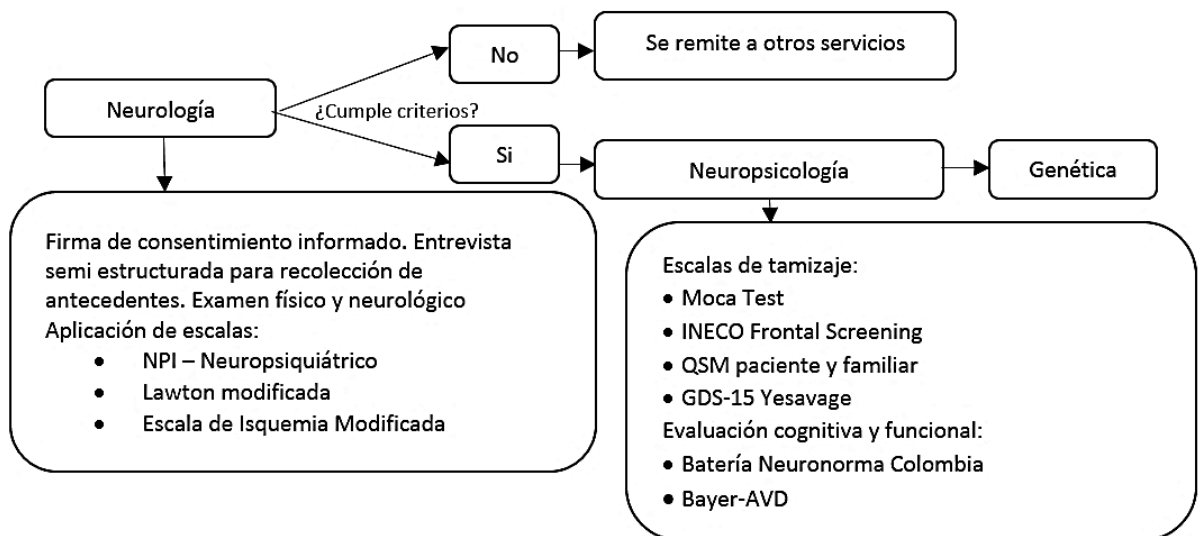 No
Se remite a otros servicios
Neurología
¿Cumple criterios?
Si
Neuropsicología
Genética
Firma de consentimiento informado. Entrevista
semi estructurada para recolección de
antecedentes. Examen físico y neurológico
Aplicación de escalas:
• NPI – Neuropsiquiátrico
• Lawton modificada
• Escala de Isquemia Modificada
Escalas de tamizaje:
• Moca Test
• INECO Frontal Screening
• QSM paciente y familiar
• GDS-15 Yesavage
Evaluación cognitiva y funcional:
• Batería Neuronorma Colombia
• Bayer-AVD